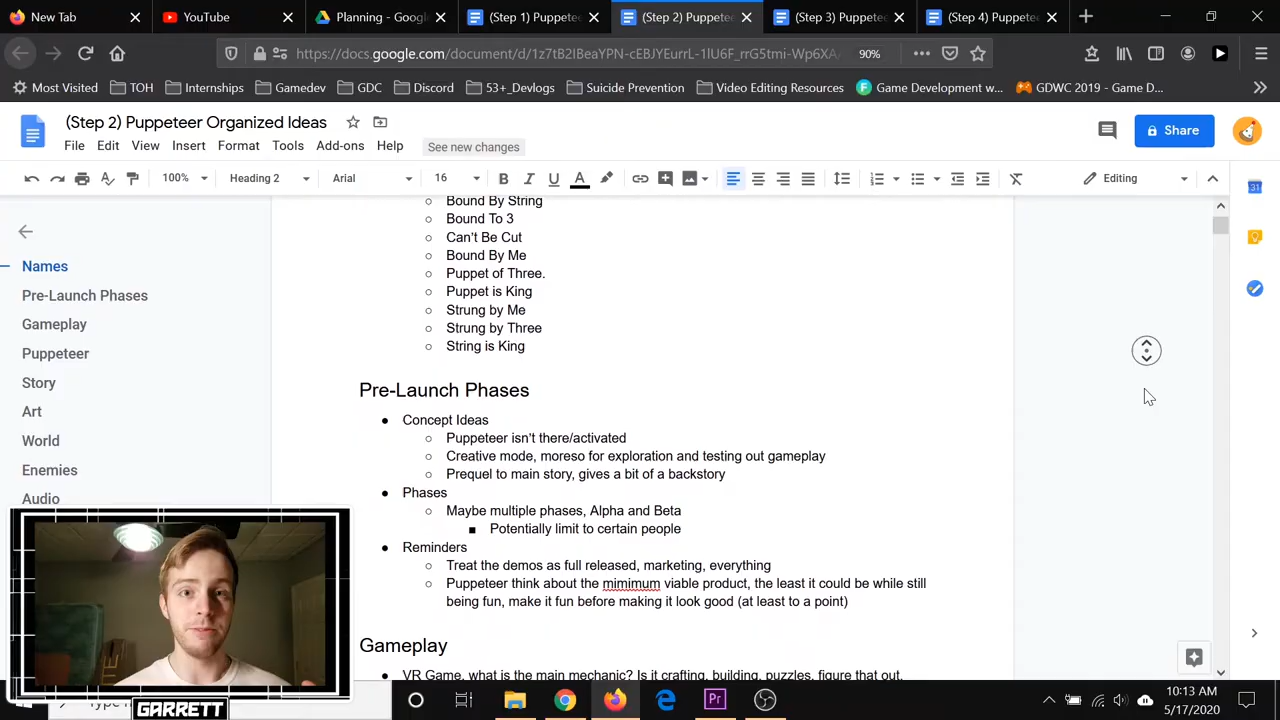 New Tab
YouTube
Planning - Google
(Step 1) Puppete
(Step 2) Puppete
(Step 3) Puppete
(Step 4) Puppete
https://docs.google.com/document/d/1z7tB2IBeaYPN-cEBJYEurrL-1lU6F_rrG5tmi-Wp6XA
90%
Most Visited
TOH
Internships
Gamedev
GDC
Discord
53+_Devlogs
Suicide Prevention
Video Editing Resources
Game Development w...
GDWC 2019 - Game D...
(Step 2) Puppeteer Organized Ideas
File Edit View Insert Format Tools Add-ons Help See new changes
Share
100% Heading 2 Arial 16 Editing
Names
Pre-Launch Phases
Gameplay
Puppeteer
Story
Art
World
Enemies
Audio
Bound By String
Bound To 3
Can't Be Cut
Bound By Me
Puppet of Three.
Puppet is King
Strung by Me
Strung by Three
String is King
Pre-Launch Phases
Concept Ideas
Puppeteer isn't there/activated
Creative mode, moreso for exploration and testing out gameplay
Prequel to main story, gives a bit of a backstory
Phases
Maybe multiple phases, Alpha and Beta
Potentially limit to certain people
Reminders
Treat the demos as full released, marketing, everything
Puppeteer think about the mimimum viable product, the least it could be while still
being fun, make it fun before making it look good (at least to a point)
Gameplay
VR Game, what is the main mechanic? Is it crafting, building, puzzles, figure that out.
GARRETT
10:13 AM
5/17/2020